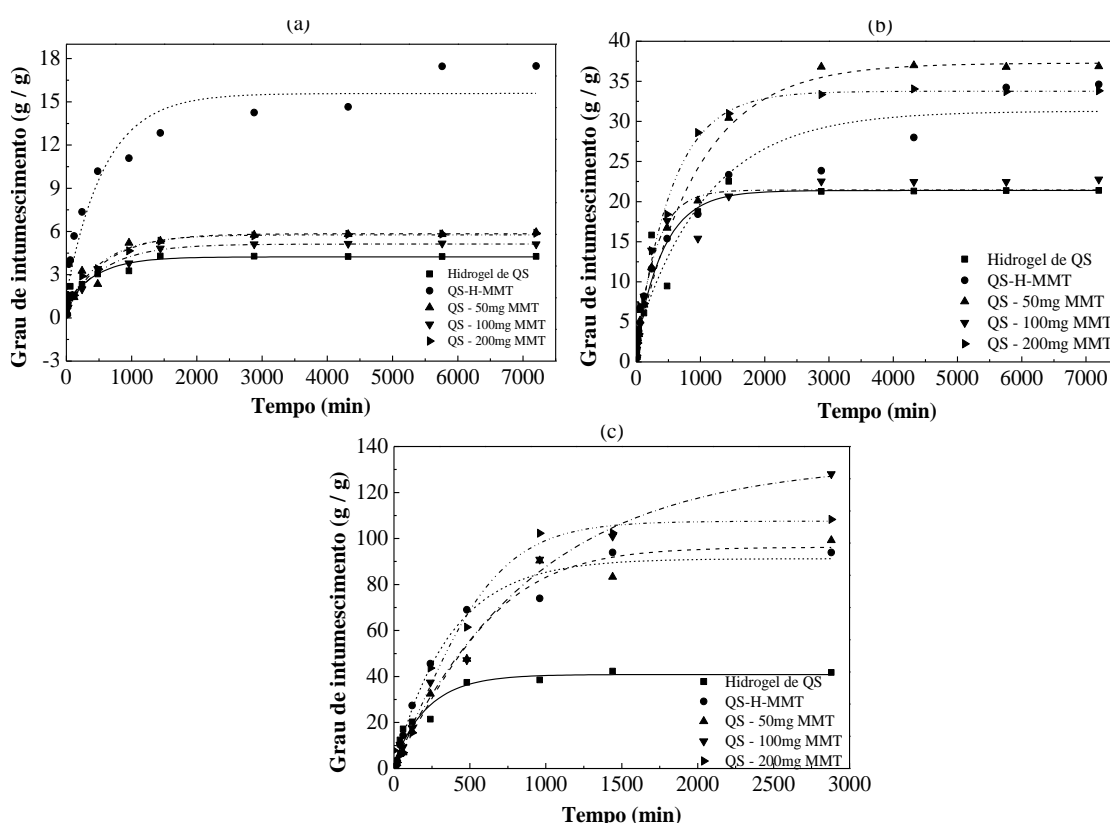 (a)
Grau de intumescimento (g / g)
18
15
12
9
6
3
0
-3
0 1000 2000 3000 4000 5000 6000 7000
Tempo (min)
Hidrogel de QS
QS-H-MMT
QS - 50mg MMT
QS - 100mg MMT
QS - 200mg MMT
(b)
Grau de intumescimento (g / g)
40
35
30
25
20
15
10
5
0
0 1000 2000 3000 4000 5000 6000 7000
Tempo (min)
Hidrogel de QS
QS-H-MMT
QS - 50mg MMT
QS - 100mg MMT
QS - 200mg MMT
(c)
Grau de intumescimento (g / g)
140
120
100
80
60
40
20
0
0 500 1000 1500 2000 2500 3000
Tempo (min)
Hidrogel de QS
QS-H-MMT
QS - 50mg MMT
QS - 100mg MMT
QS - 200mg MMT